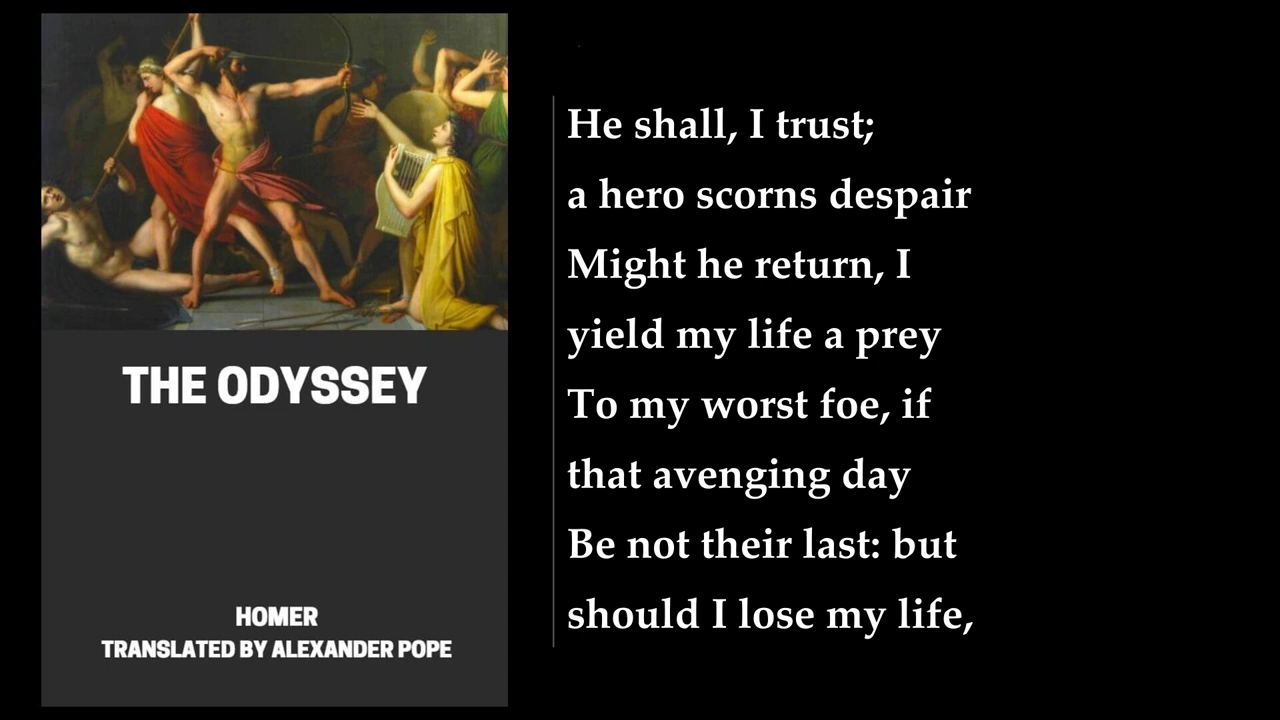 THE ODYSSEY
HOMER
TRANSLATED BY ALEXANDER POPE
He shall, I trust;
a hero scorns despair
Might he return, I
yield my life a prey
To my worst foe, if
that avenging day
Be not their last: but
should I lose my life,